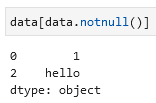 data[data.notnull()]
0 1
2 hello
dtype: object